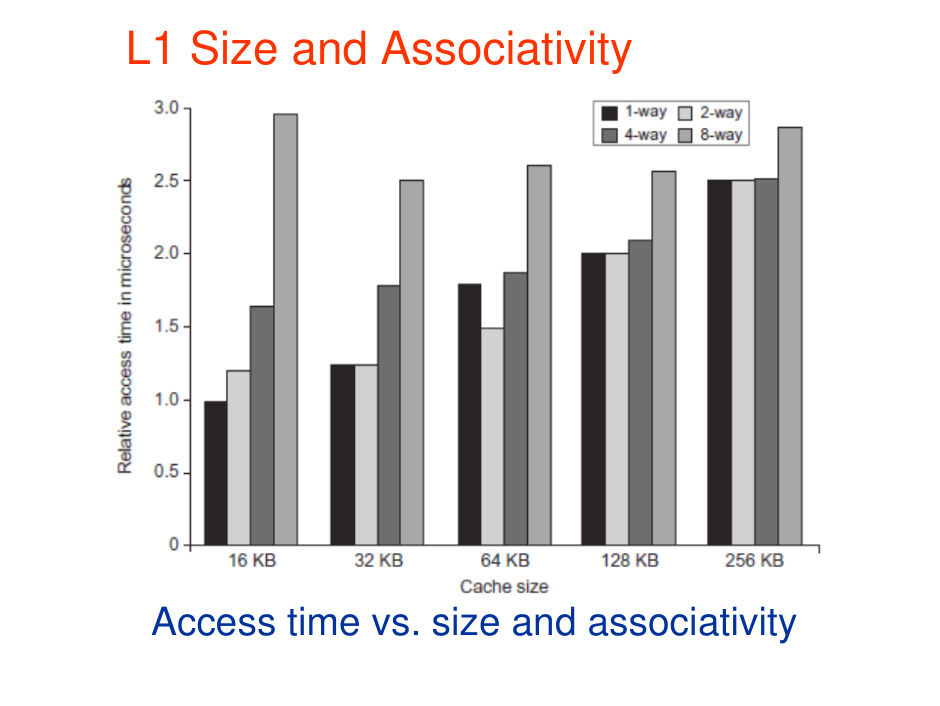 L1 Size and Associativity
3.0
2.5
2.0
1.5
1.0
0.5
0
Relative access time in microseconds
1-way 2-way
4-way 8-way
16 KB 32 KB 64 KB 128 KB 256 KB
Cache size
Access time vs. size and associativity